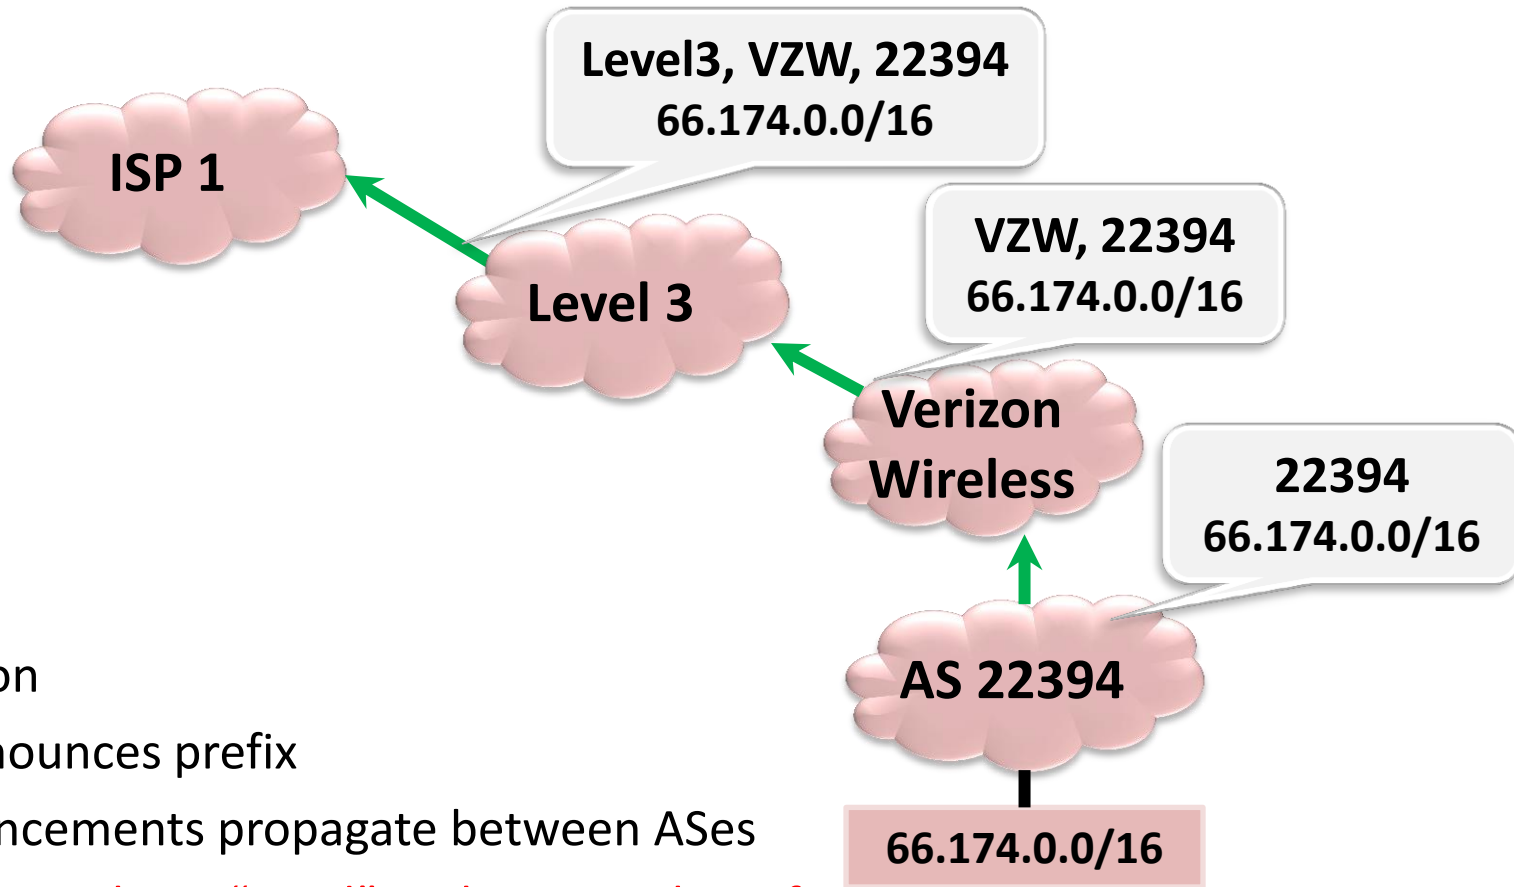 Level3, VZW, 22394
66.174.0.0/16
ISP 1
VZW, 22394
66.174.0.0/16
Level 3
Verizon
Wireless
22394
66.174.0.0/16
on
nounces prefix
ncements propagate between ASes
AS 22394
66.174.0.0/16